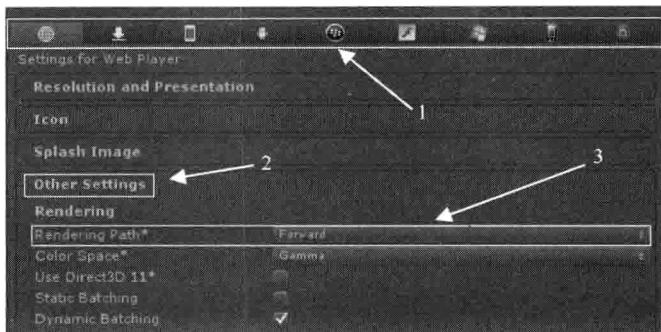 Settings for Web Player
Resolution and Presentation
1
Icon
Splash Image
2
3
Other Settings
Rendering
Rendering Path* Forward
Color Space* Gamma
Use Direct3D 11*
Static Batching
Dynamic Batching